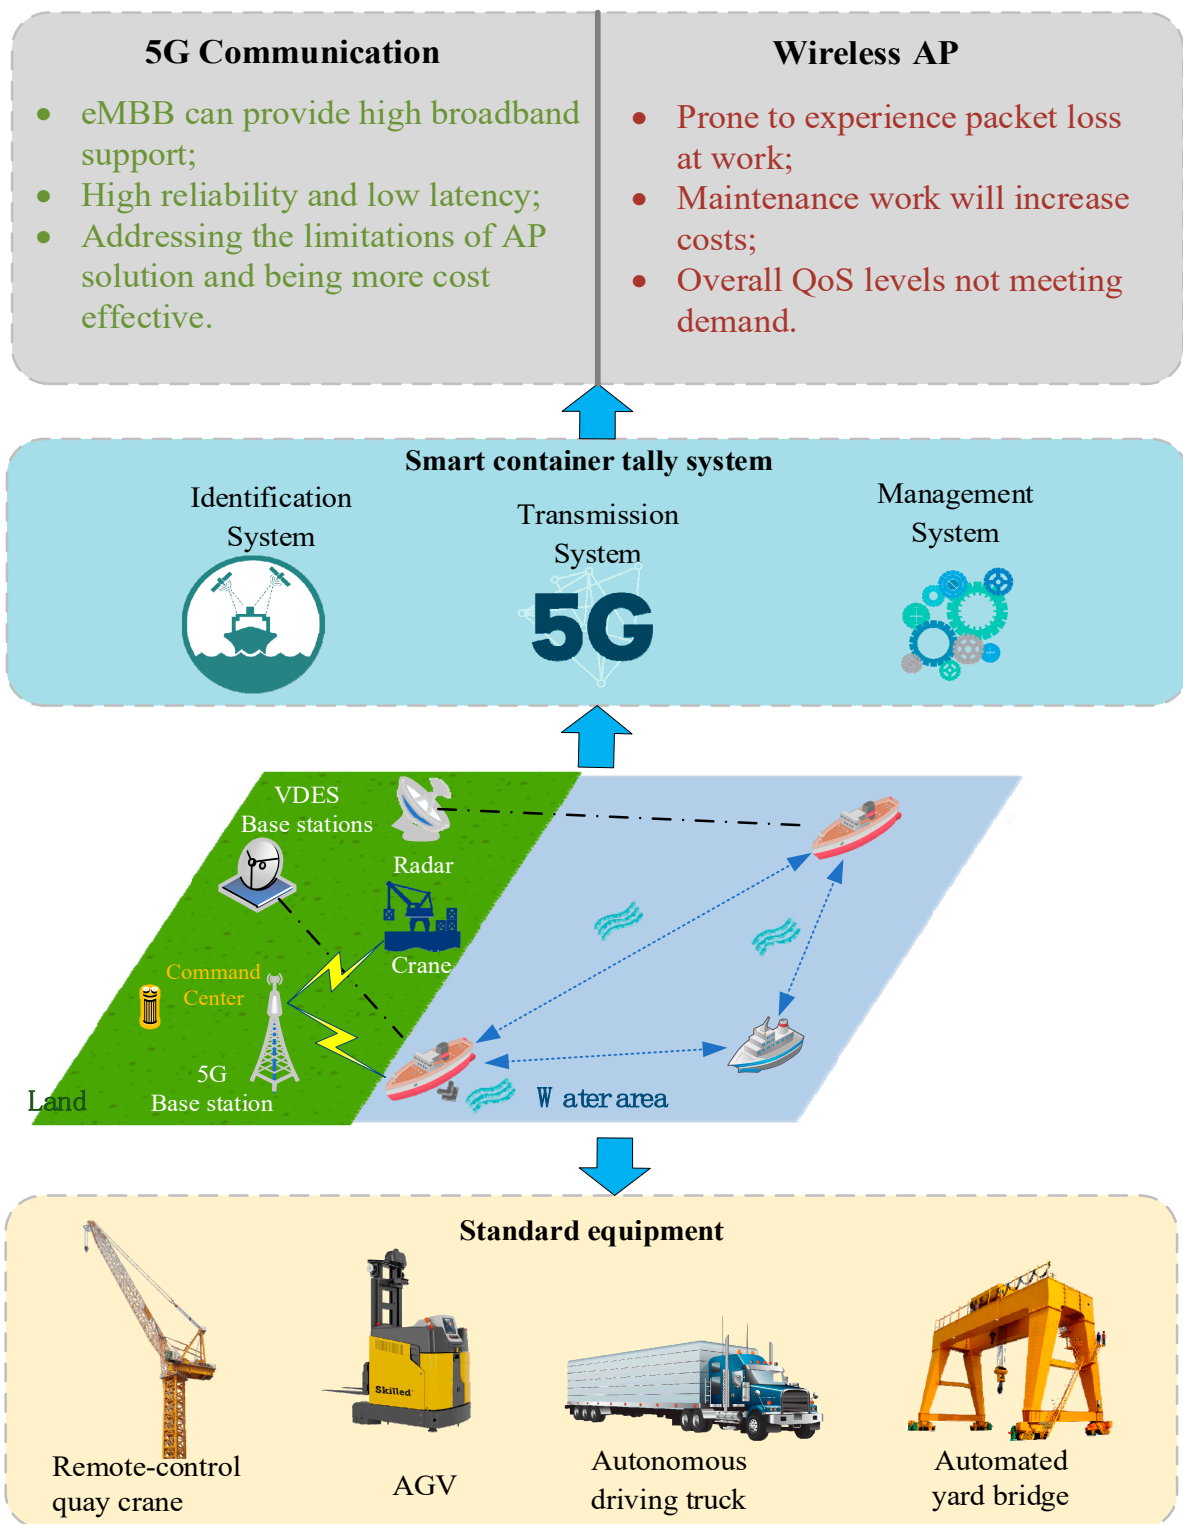 5G Communication
eMBB can provide high broadband
support;
High reliability and low latency;
Addressing the limitations of AP
solution and being more cost
effective.
Wireless AP
Prone to experience packet loss
at work;
Maintenance work will increase
costs;
Overall QoS levels not meeting
demand.
Smart container tally system
Identification
System
Transmission
System
5G
Management
System
VDES
Base stations
Radar
Crane
Command
Center
5G
Base station
Land
Water area
Standard equipment
Skilled
Remote-control
quay crane
AGV
Autonomous
driving truck
Automated
yard bridge